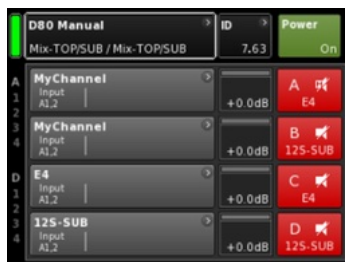 D80 Manual
Mix-TOP/SUB / Mix-TOP/SUB
ID
7.63
Power
On
A
1
2
3
4
D
1
2
3
4
MyChannel
Input
A1,2
+0.0dB
A
E4
MyChannel
Input
A1,2
+0.0dB
B
12S-SUB
E4
Input
A1,2
+0.0dB
C
E4
12S-SUB
Input
A1,2
+0.0dB
D
12S-SUB